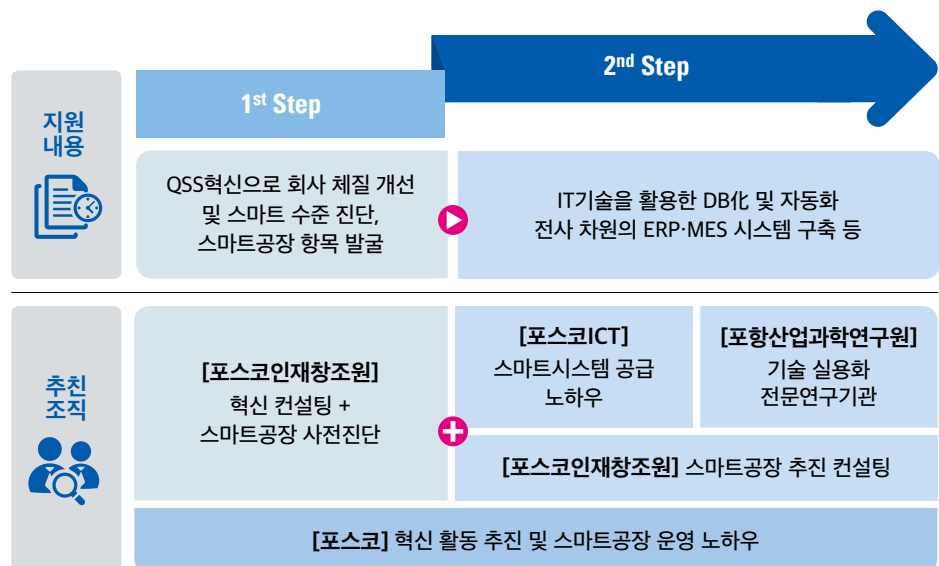 1st Step
2nd Step
지원
내용
QSS혁신으로 회사 체질 개선
및 스마트 수준 진단,
스마트공장 항목 발굴
IT기술을 활용한 DB化 및 자동화
전사 차원의 ERP·MES 시스템 구축 등
추친
조직
[포스코인재창조원]
혁신 컨설팅 +
스마트공장 사전진단
[포스코ICT]
스마트시스템 공급
노하우
[포항산업과학연구원]
기술 실용화
전문연구기관
[포스코인재창조원] 스마트공장 추진 컨설팅
[포스코] 혁신 활동 추진 및 스마트공장 운영 노하우